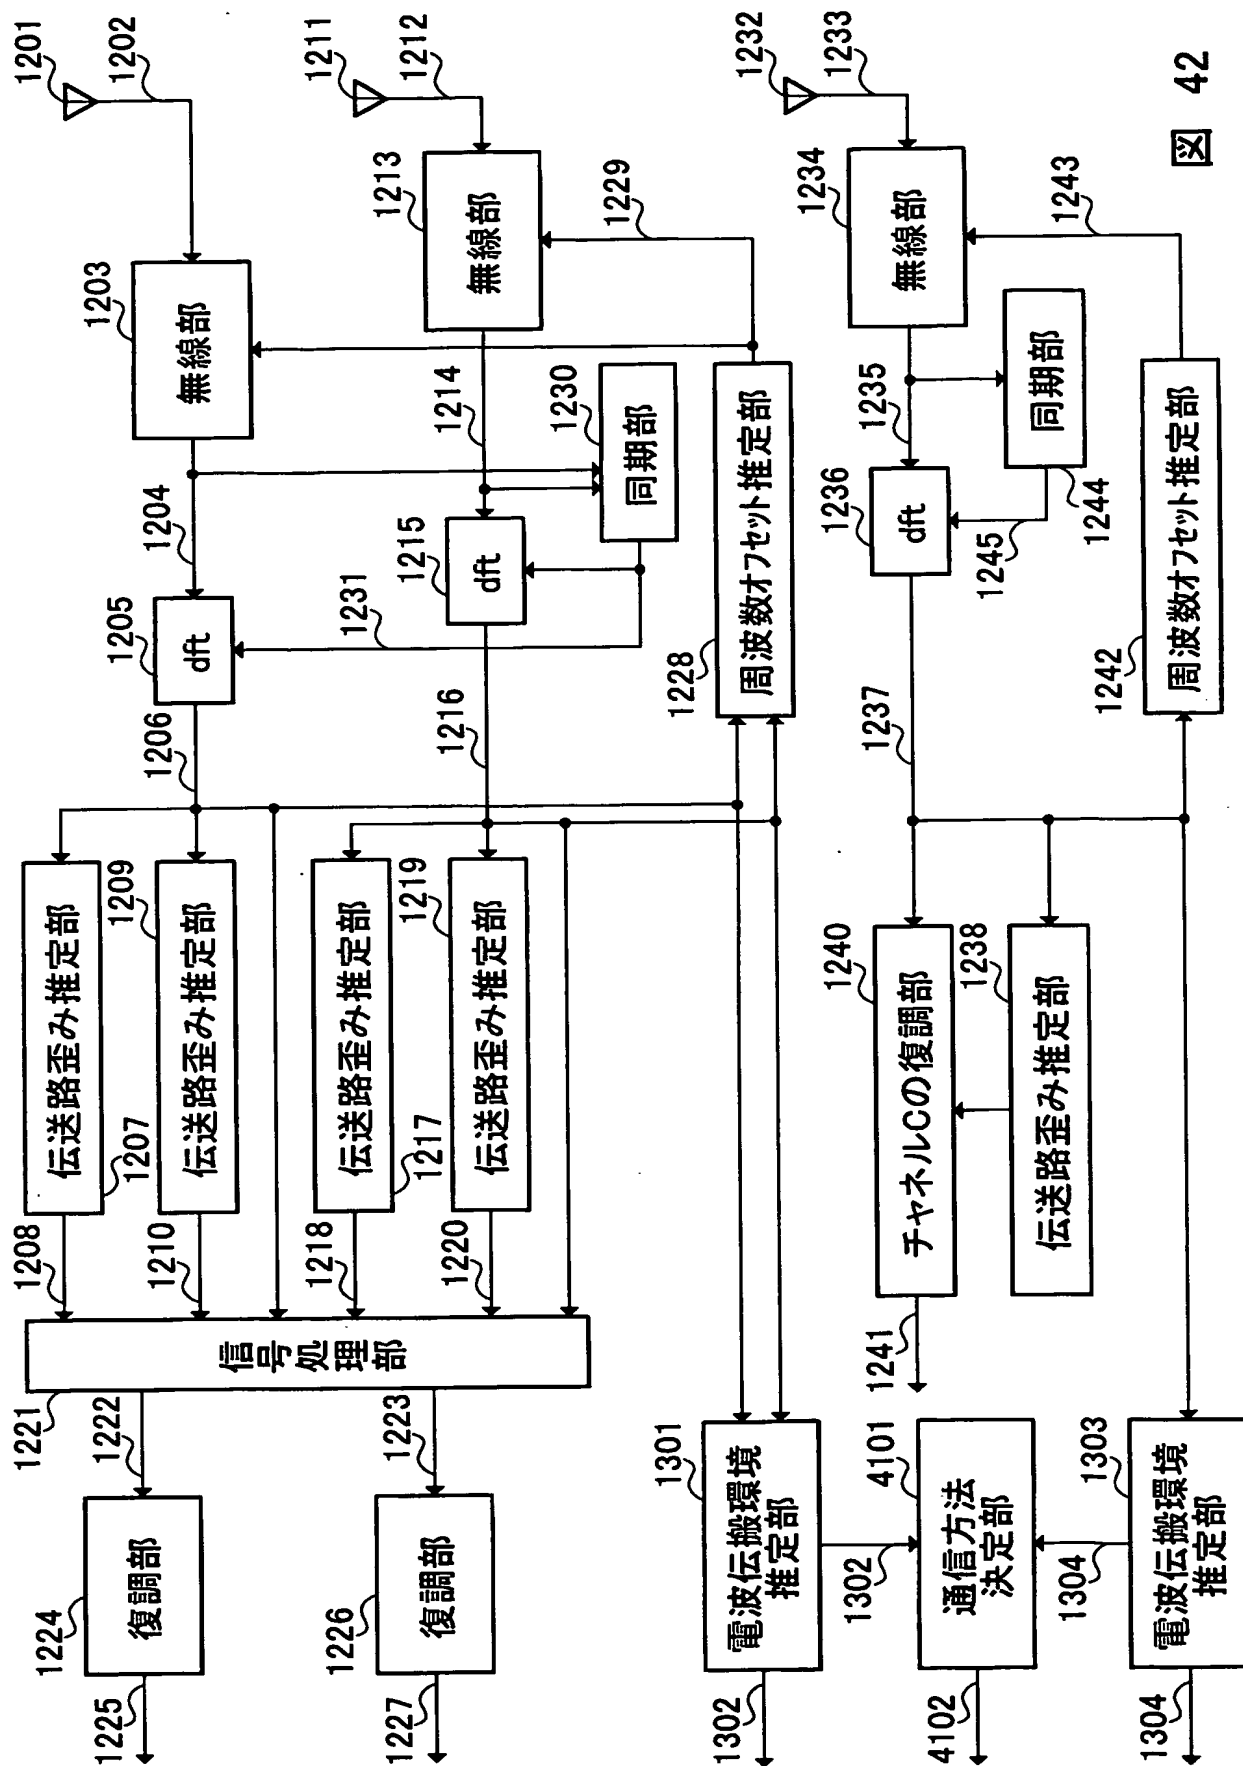 1201
1202
1203
無線部
1204
1205
dft
1206
伝送路歪み推定部
1207
1208
1209
伝送路歪み推定部
1210
1211
1212
1213
無線部
1214
1215
dft
1216
伝送路歪み推定部
1217
1218
1219
伝送路歪み推定部
1220
1221
信号処理部
1222
1223
1224
復調部
1225
1226
復調部
1227
1228
周波数オフセット推定部
1229
1230
同期部
1231
1232
1233
1234
無線部
1235
1236
dft
1237
1238
伝送路歪み推定部
1240
チャネルCの復調部
1241
1242
周波数オフセット推定部
1243
1244
同期部
1245
1301
電波伝搬環境
推定部
1302
1302
4101
通信方法
決定部
4102
1303
電波伝搬環境
推定部
1304
1304
図 42